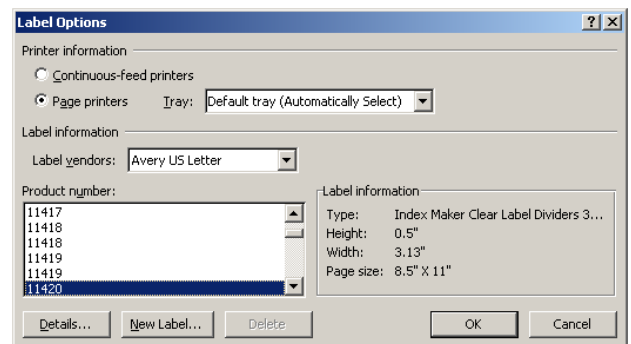 Label Options
Printer information
Continuous-feed printers
Page printers Tray: Default tray (Automatically Select)
Label information
Label vendors: Avery US Letter
Product number:
11417
11418
11418
11419
11419
11420
Label information
Type: Index Maker Clear Label Dividers 3...
Height: 0.5"
Width: 3.13"
Page size: 8.5" X 11"
Details... New Label... Delete OK Cancel